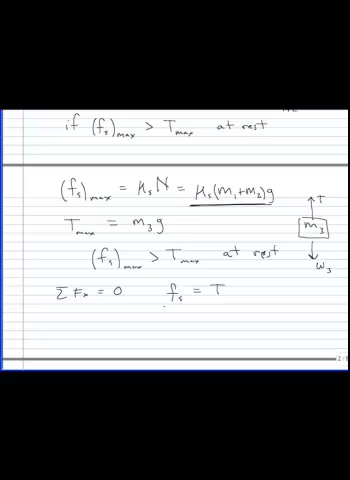 if (fs)max > Tmax at rest
(fs)max = μsN = μs(m1+m2)g
Tmax = m3g
(fs)max > Tmax at rest
ΣFx = 0 fs = T
T
m3
W3